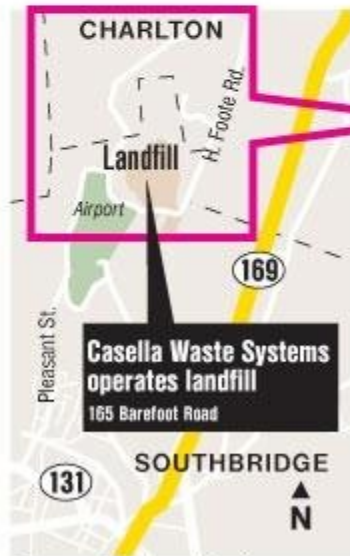 CHARLTON
H. Foote Rd.
Landfill
Airport
169
Pleasant St.
Casella Waste Systems
operates landfill
165 Barefoot Road
SOUTHBRIDGE
131
N